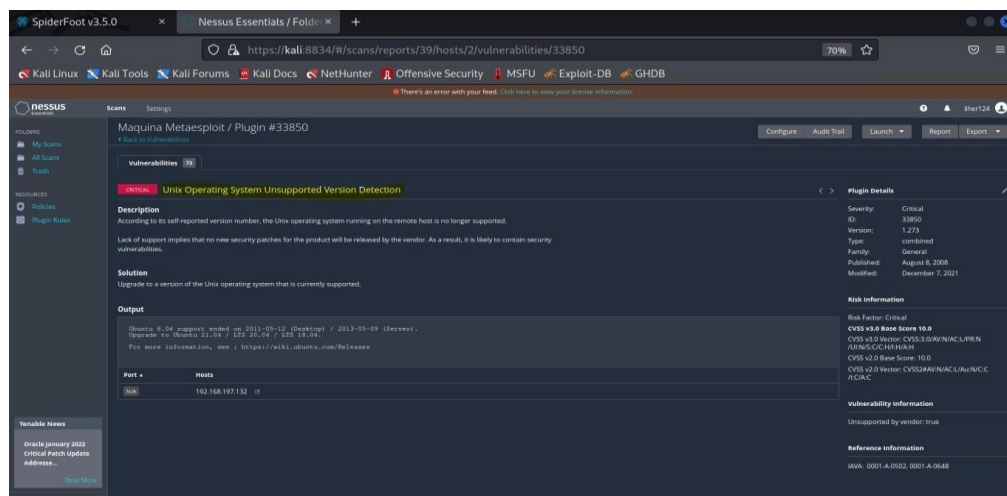 SpiderFoot v3.5.0
Nessus Essentials / Folde
https://kali:8834/#/scans/reports/39/hosts/2/vulnerabilities/33850
70%
Kali Linux
Kali Tools
Kali Forums
Kali Docs
NetHunter
Offensive Security
MSFU
Exploit-DB
GHDB
There's an error with your feed. Click here to view your license information.
nessus
Essentials
Scans
Settings
liher124
FOLDERS
My Scans
All Scans
Trash
RESOURCES
Policies
Plugin Rules
Maquina Metaesploit / Plugin #33850
Back to Vulnerabilities
Configure
Audit Trail
Launch
Report
Export
Vulnerabilities 72
CRITICAL
Unix Operating System Unsupported Version Detection
Description
According to its self-reported version number, the Unix operating system running on the remote host is no longer supported.
Lack of support implies that no new security patches for the product will be released by the vendor. As a result, it is likely to contain security
vulnerabilities.
Solution
Upgrade to a version of the Unix operating system that is currently supported.
Output
Ubuntu 8.04 support ended on 2011-05-12 (Desktop) / 2013-05-09 (Server).
Upgrade to Ubuntu 21.04 / LTS 20.04 / LTS 18.04.
For more information, see : https://wiki.ubuntu.com/Releases
Port
Hosts
N/A
192.168.197.132
Plugin Details
Severity: Critical
ID: 33850
Version: 1.273
Type: combined
Family: General
Published: August 8, 2008
Modified: December 7, 2021
Risk Information
Risk Factor: Critical
CVSS v3.0 Base Score 10.0
CVSS v3.0 Vector: CVSS:3.0/AV:N/AC:L/PR:N
/UI:N/S:C/C:H/I:H/A:H
CVSS v2.0 Base Score: 10.0
CVSS v2.0 Vector: CVSS2#AV:N/AC:L/Au:N/C:C
/I:C/A:C
Vulnerability Information
Unsupported by vendor: true
Reference Information
IAVA: 0001-A-0502, 0001-A-0648
Tenable News
Oracle January 2022
Critical Patch Update
Addresse...
Read More